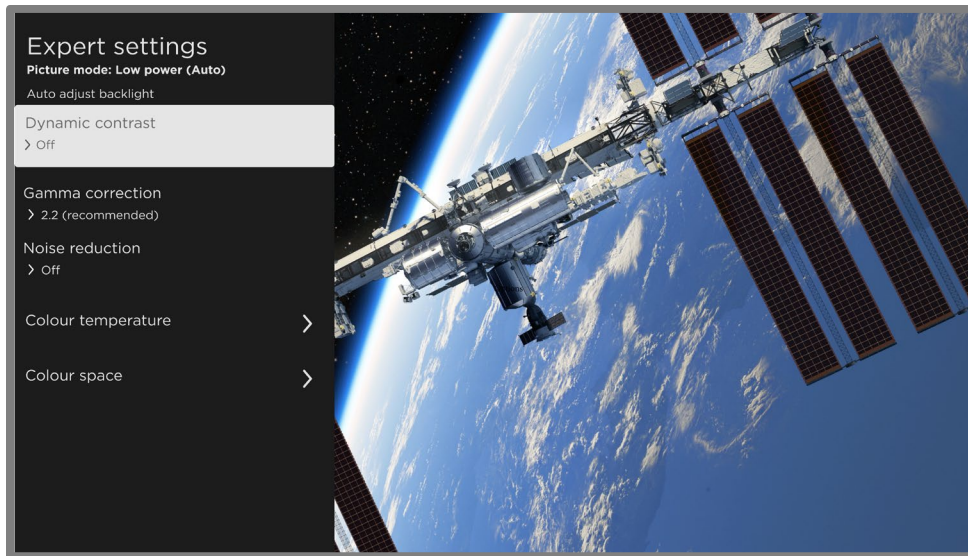 Expert settings
Picture mode: Low power (Auto)
Auto adjust backlight
Dynamic contrast
Off
Gamma correction
2.2 (recommended)
Noise reduction
Off
Colour temperature
Colour space